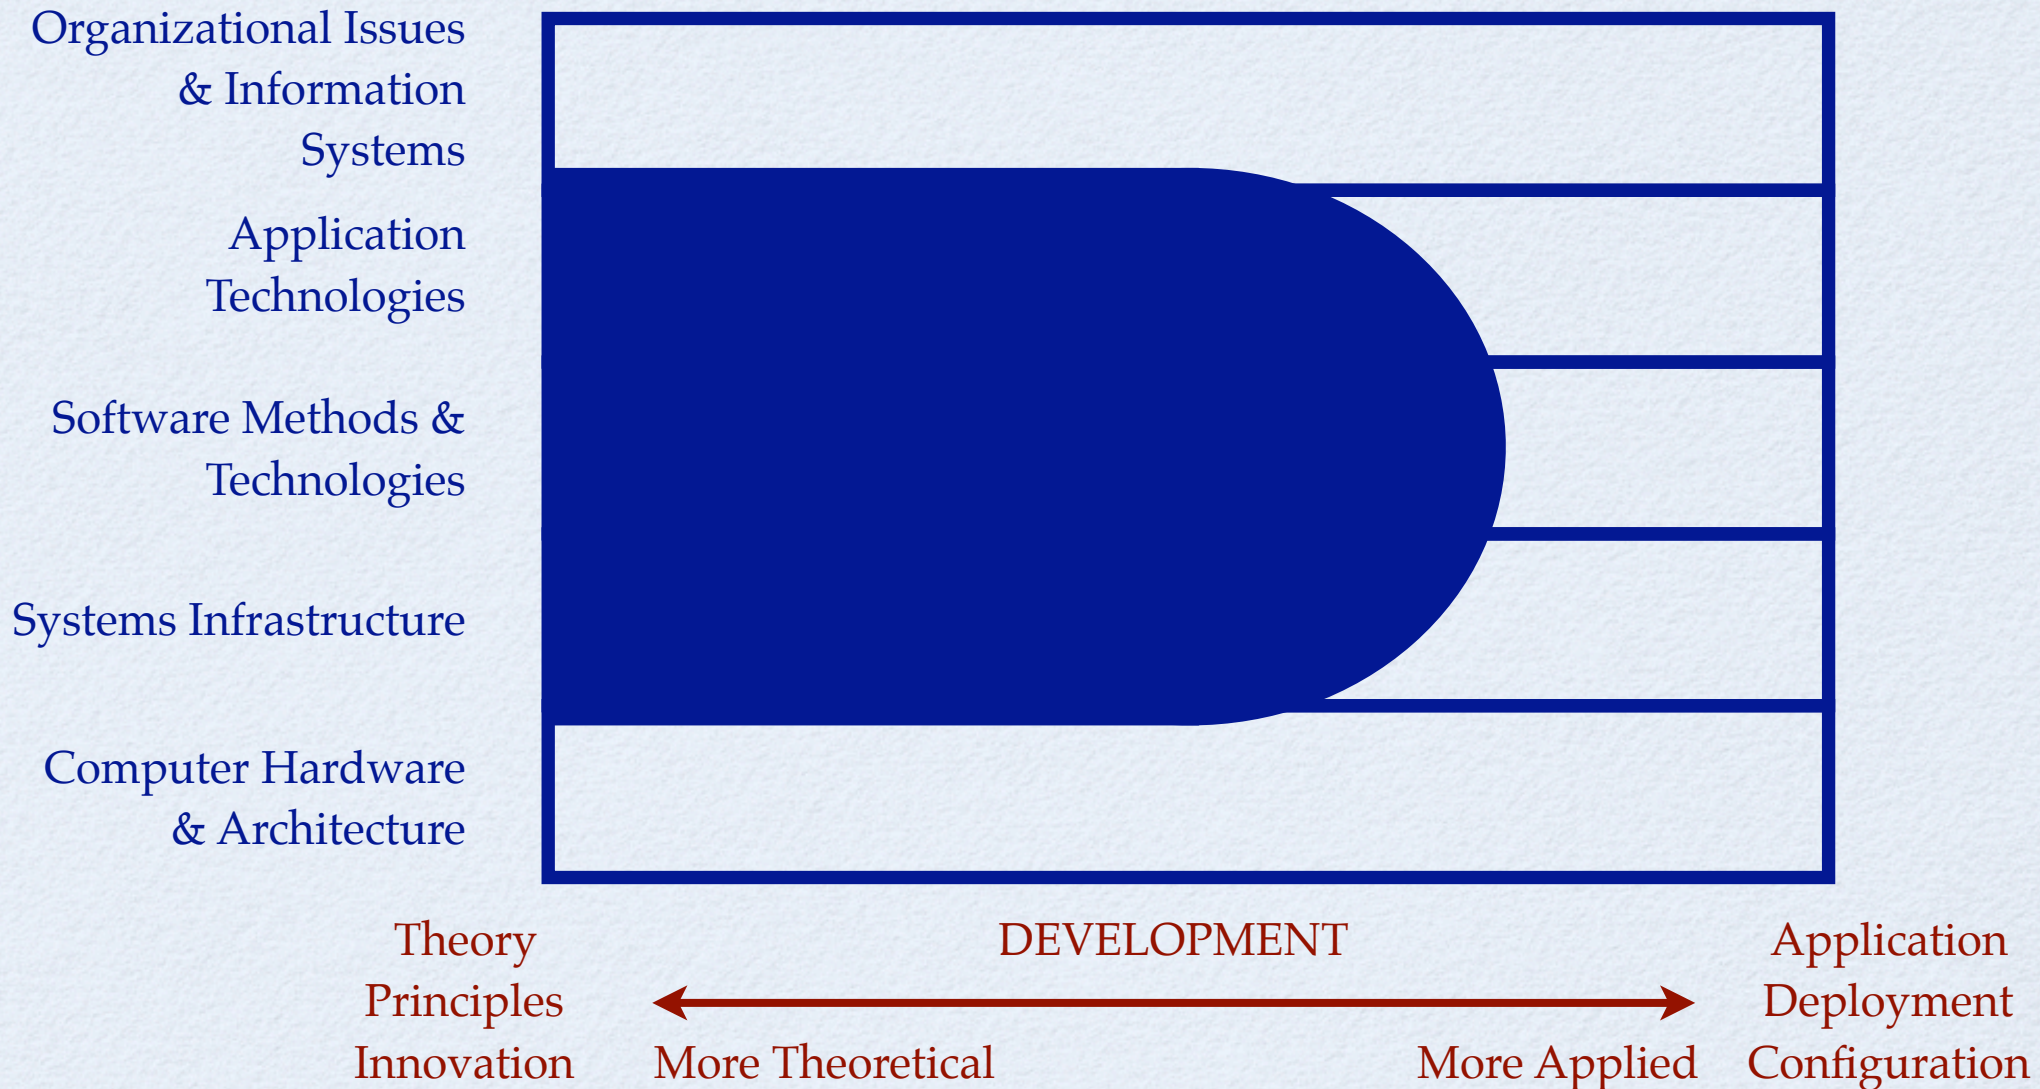 Organizational Issues
& Information
Systems
Application
Technologies
Software Methods &
Technologies
Systems Infrastructure
Computer Hardware
& Architecture
Theory
Principles
Innovation
DEVELOPMENT
More Theoretical
More Applied
Application
Deployment
Configuration